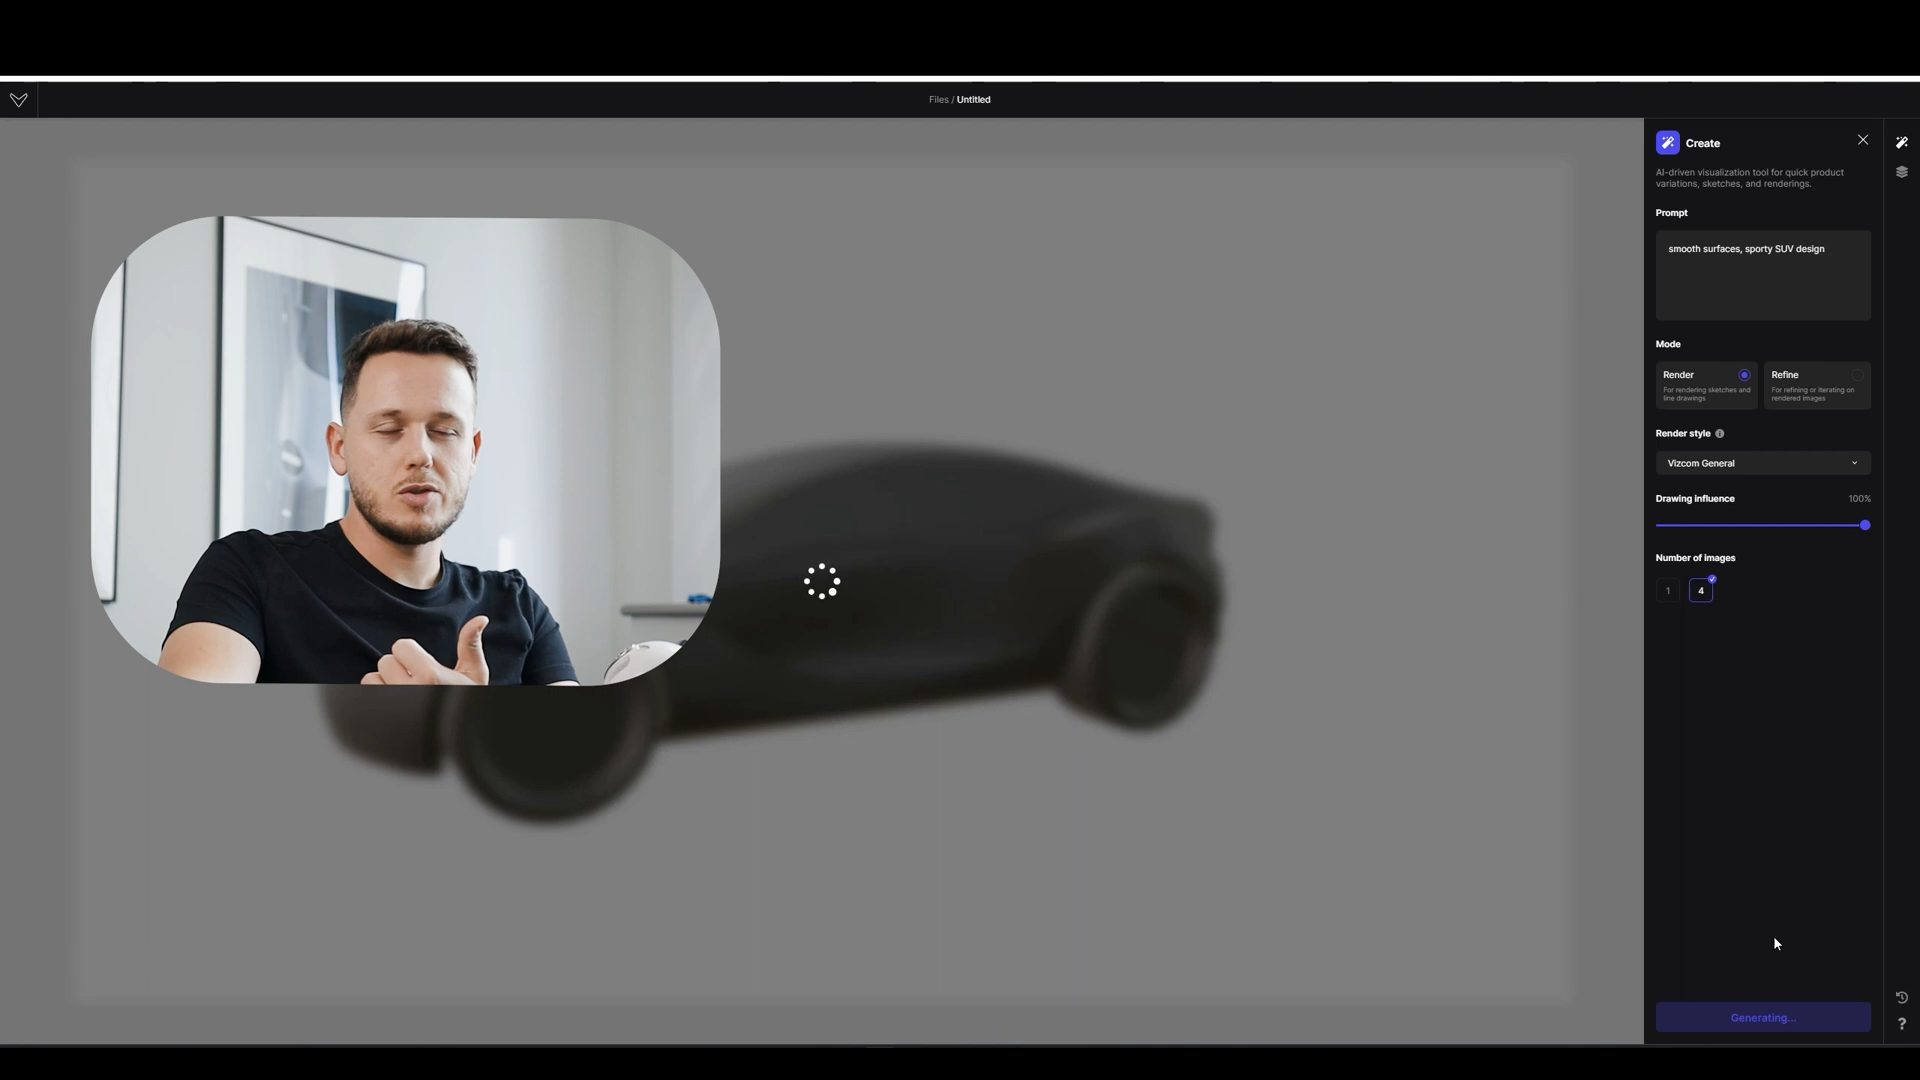 Files / Untitled
Create
AI-driven visualization tool for quick product
variations, sketches, and renderings.
Prompt
smooth surfaces, sporty SUV design
Mode
Render
For rendering sketches and
line drawings
Refine
For refining or iterating on
rendered images
Render style
Vizcom General
Drawing influence 100%
Number of images
1 4
Generating...
?